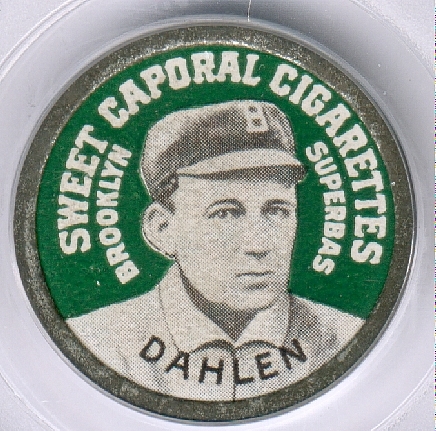 SWEET CAPORAL CIGARETTES
BROOKLYN
SUPERBAS
B
DAHLEN